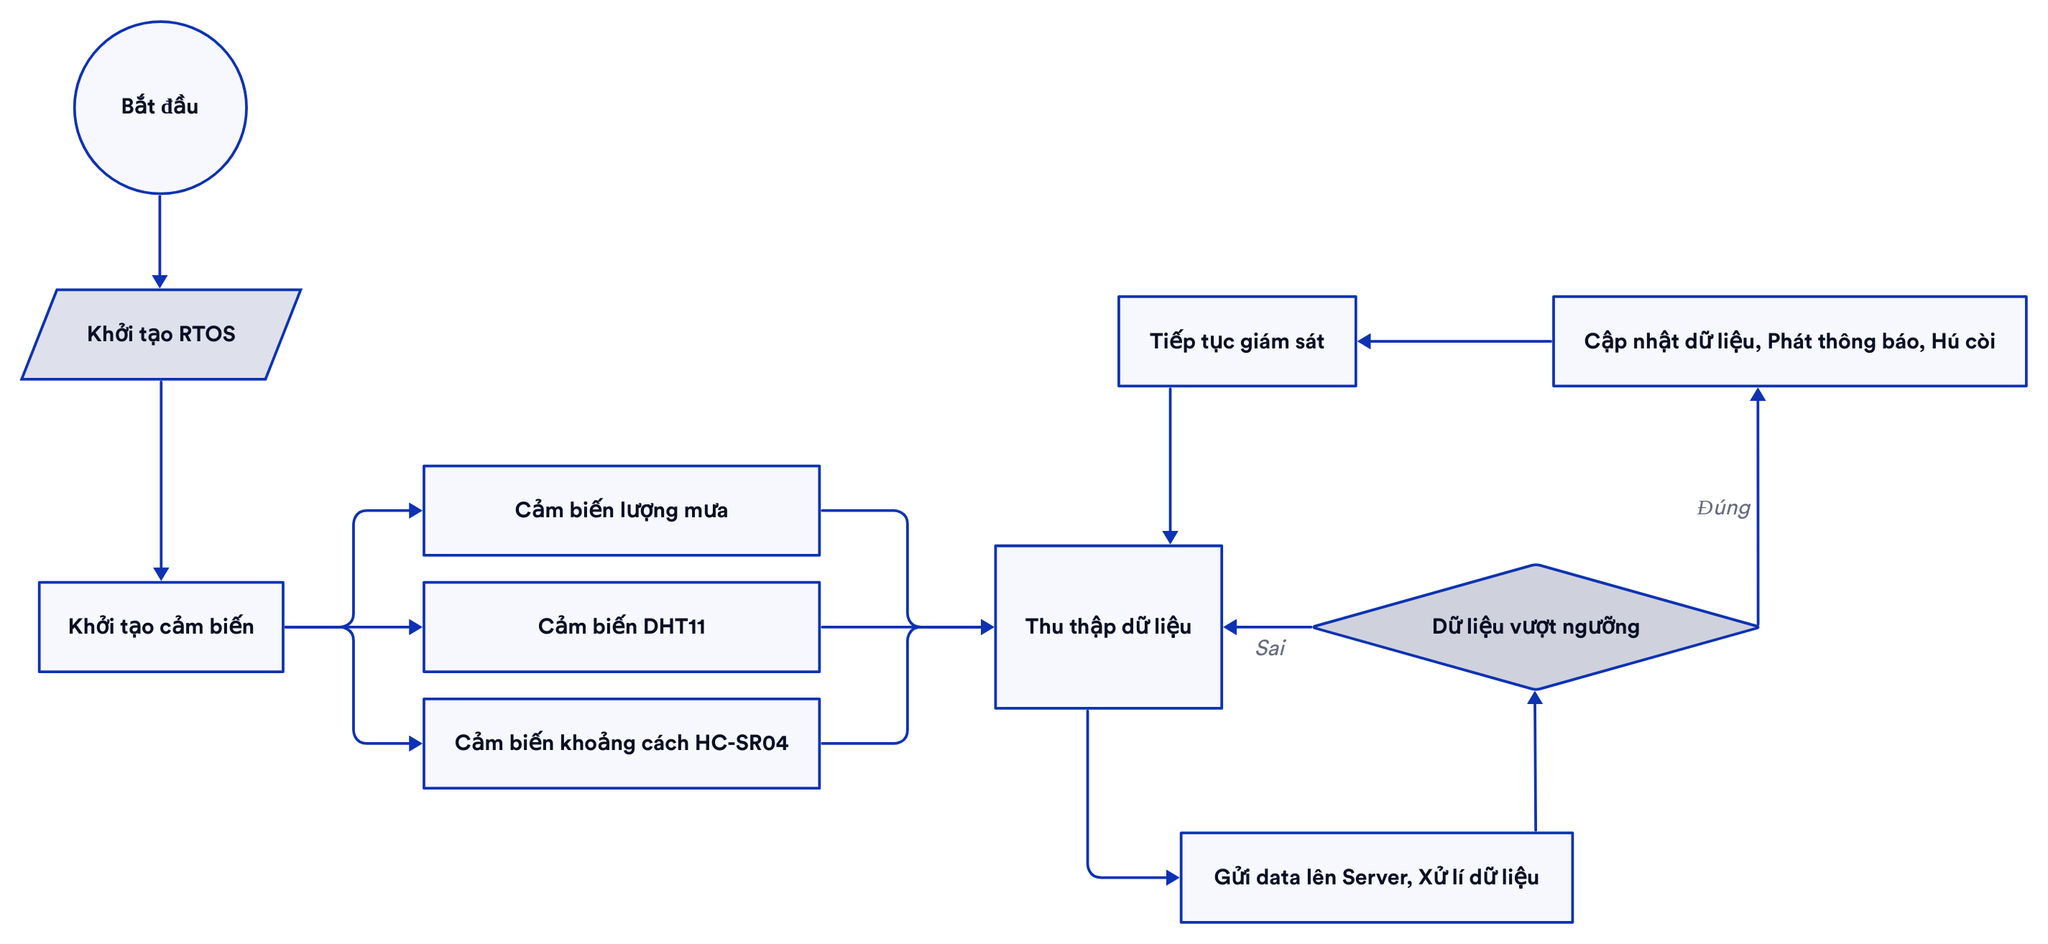 Bắt đầu
Khởi tạo RTOS
Khởi tạo cảm biến
Cảm biến lượng mưa
Cảm biến DHT11
Cảm biến khoảng cách HC-SR04
Thu thập dữ liệu
Gửi data lên Server, Xử lí dữ liệu
Dữ liệu vượt ngưỡng
Sai
Đúng
Cập nhật dữ liệu, Phát thông báo, Hú còi
Tiếp tục giám sát